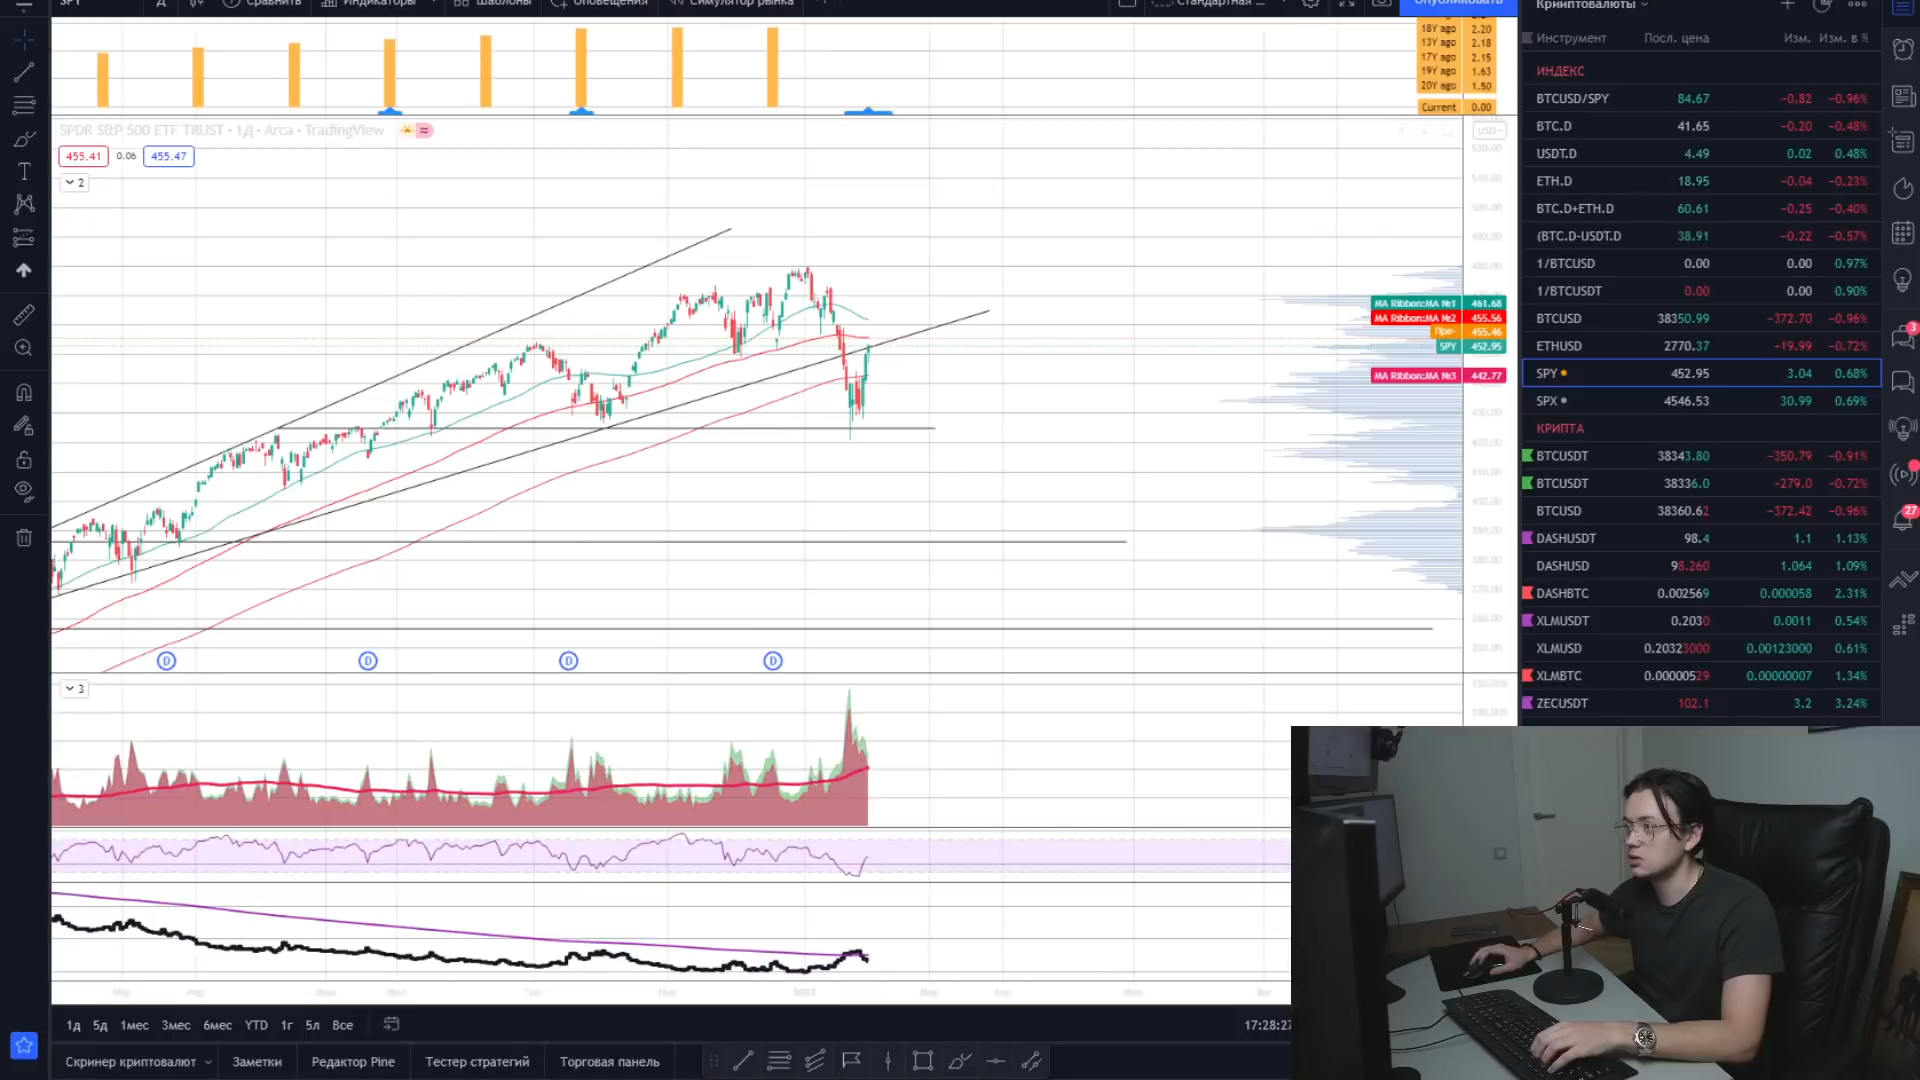 SPY
Сравнить
Индикаторы
Шаблоны
Оповещения
Симулятор рынка
Стандартная ...
Опубликовать
Криптовалюты
18Y ago 2.20
13Y ago 2.18
17Y ago 2.15
19Y ago 1.63
20Y ago 1.50
Current 0.00
SPDR S&P 500 ETF TRUST · 1Д · Arca · TradingView
USD
455.41 0.06 455.47
2
MA Ribbon:MA №1 461.68
MA Ribbon:MA №2 455.56
Пре- 455.46
SPY 452.95
MA Ribbon:MA №3 442.77
D D D D
3
1д 5д 1мес 3мес 6мес YTD 1г 5л Все
17:28:27
Скринер криптовалют Заметки Редактор Pine Тестер стратегий Торговая панель
Инструмент Посл. цена Изм. Изм. в %
ИНДЕКС
BTCUSD/SPY 84.67 −0.82 −0.96%
BTC.D 41.65 −0.20 −0.48%
USDT.D 4.49 0.02 0.48%
ETH.D 18.95 −0.04 −0.23%
BTC.D+ETH.D 60.61 −0.25 −0.40%
(BTC.D-USDT.D 38.91 −0.22 −0.57%
1/BTCUSD 0.00 0.00 0.97%
1/BTCUSDT 0.00 0.00 0.90%
BTCUSD 38350.99 −372.70 −0.96%
ETHUSD 2770.37 −19.99 −0.72%
SPY 452.95 3.04 0.68%
SPX 4546.53 30.99 0.69%
КРИПТА
BTCUSDT 38343.80 −350.79 −0.91%
BTCUSDT 38336.0 −279.0 −0.72%
BTCUSD 38360.62 −372.42 −0.96%
DASHUSDT 98.4 1.1 1.13%
DASHUSD 98.260 1.064 1.09%
DASHBTC 0.002569 0.000058 2.31%
XLMUSDT 0.2030 0.0011 0.54%
XLMUSD 0.20323000 0.00123000 0.61%
XLMBTC 0.00000529 0.00000007 1.34%
ZECUSDT 102.1 3.2 3.24%
3
27